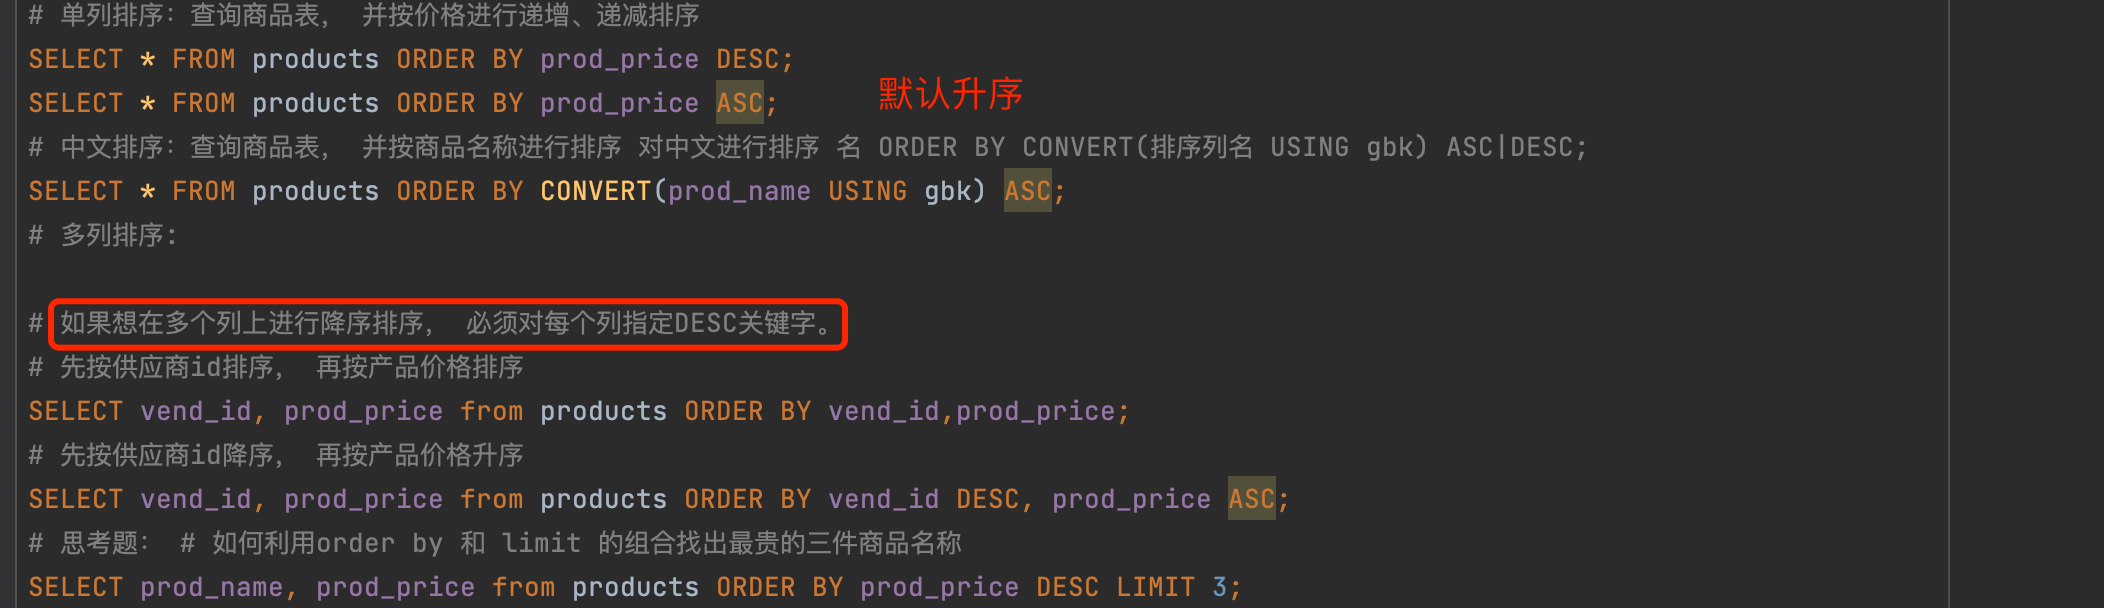 # 单列排序：查询商品表， 并按价格进行递增、递减排序
SELECT * FROM products ORDER BY prod_price DESC;
SELECT * FROM products ORDER BY prod_price ASC;
默认升序
# 中文排序：查询商品表， 并按商品名称进行排序 对中文进行排序 名 ORDER BY CONVERT(排序列名 USING gbk) ASC|DESC;
SELECT * FROM products ORDER BY CONVERT(prod_name USING gbk) ASC;
# 多列排序：
# 如果想在多个列上进行降序排序， 必须对每个列指定DESC关键字。
# 先按供应商id排序， 再按产品价格排序
SELECT vend_id, prod_price from products ORDER BY vend_id,prod_price;
# 先按供应商id降序， 再按产品价格升序
SELECT vend_id, prod_price from products ORDER BY vend_id DESC, prod_price ASC;
# 思考题： # 如何利用order by 和 limit 的组合找出最贵的三件商品名称
SELECT prod_name, prod_price from products ORDER BY prod_price DESC LIMIT 3;